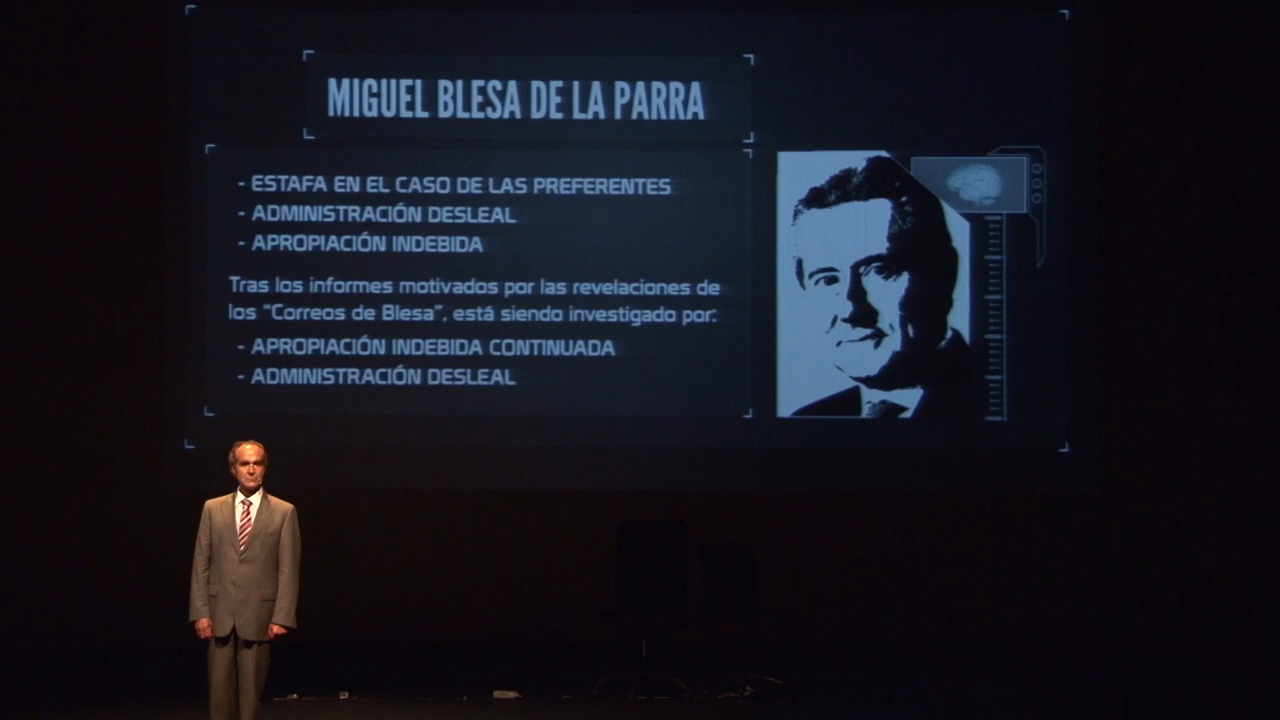 MIGUEL BLESA DE LA PARRA
- ESTAFA EN EL CASO DE LAS PREFERENTES
- ADMINISTRACIÓN DESLEAL
- APROPIACIÓN INDEBIDA
Tras los informes motivados por las revelaciones de
los "Correos de Blesa", está siendo investigado por:
- APROPIACIÓN INDEBIDA CONTINUADA
- ADMINISTRACIÓN DESLEAL